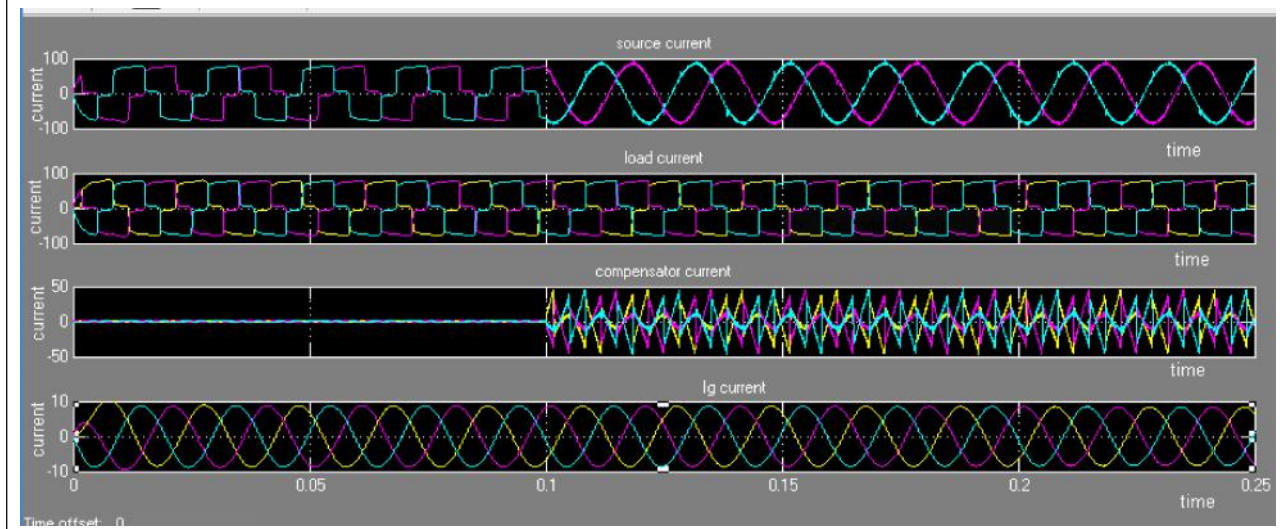 source current
100
0
-100
current
time
load current
100
0
-100
current
time
compensator current
50
0
-50
current
time
Ig current
10
0
-10
current
0
0.05
0.1
0.15
0.2
0.25
time
Time offset: 0